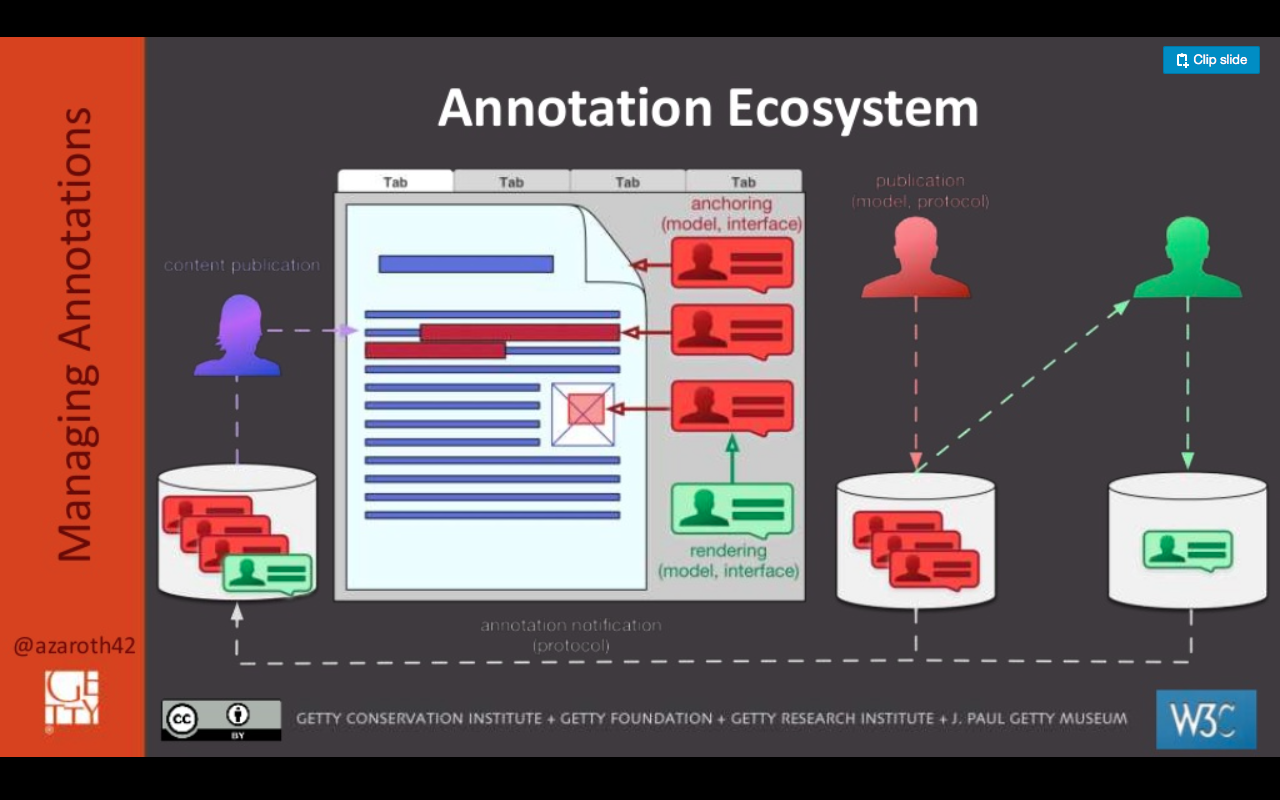 Clip slide
Annotation Ecosystem
Managing Annotations
Tab
Tab
Tab
Tab
anchoring
(model, interface)
publication
(model, protocol)
content publication
rendering
(model, interface)
annotation notification
(protocol)
@azaroth42
GETTY
cc
BY
GETTY CONSERVATION INSTITUTE + GETTY FOUNDATION + GETTY RESEARCH INSTITUTE + J. PAUL GETTY MUSEUM
W3C